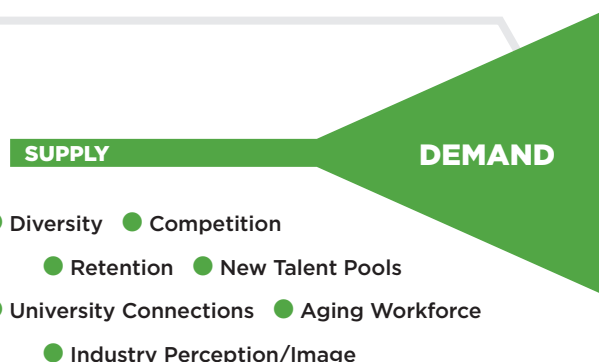 SUPPLY DEMAND
Diversity Competition
Retention New Talent Pools
University Connections Aging Workforce
Industry Perception/Image